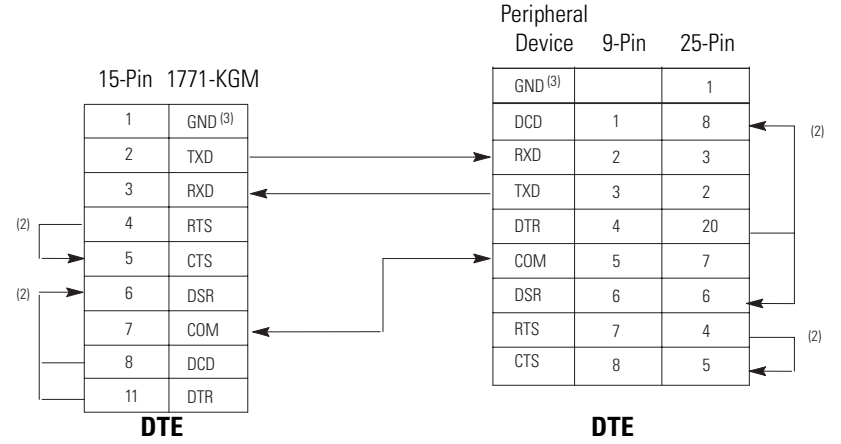 Peripheral
Device 9-Pin 25-Pin
15-Pin 1771-KGM
GND (3) 1
1 GND (3)
DCD 1 8
(2)
2 TXD
RXD 2 3
3 RXD
TXD 3 2
(2)
4 RTS
DTR 4 20
5 CTS
COM 5 7
(2)
6 DSR
DSR 6 6
7 COM
RTS 7 4
(2)
8 DCD
CTS 8 5
11 DTR
DTE
DTE